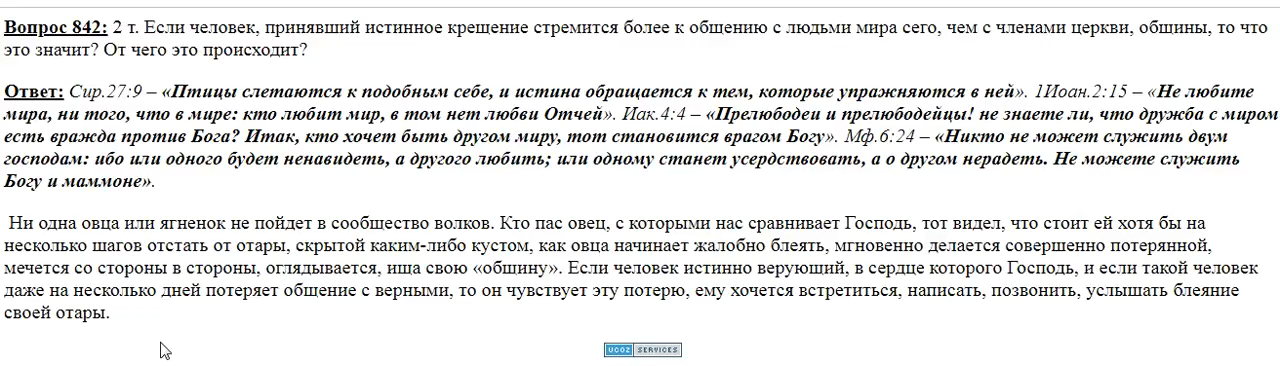 Вопрос 842: 2 т. Если человек, принявший истинное крещение стремится более к общению с людьми мира сего, чем с членами церкви, общины, то что
это значит? От чего это происходит?
Ответ: Сир.27:9 – «Птицы слетаются к подобным себе, и истина обращается к тем, которые упражняются в ней». 1Иоан.2:15 – «Не любите
мира, ни того, что в мире: кто любит мир, в том нет любви Отчей». Иак.4:4 – «Прелюбодеи и прелюбодейцы! не знаете ли, что дружба с миром
есть вражда против Бога? Итак, кто хочет быть другом миру, тот становится врагом Богу». Мф.6:24 – «Никто не может служить двум
господам: ибо или одного будет ненавидеть, а другого любить; или одному станет усердствовать, а о другом нерадеть. Не можете служить
Богу и маммоне».
Ни одна овца или ягненок не пойдет в сообщество волков. Кто пас овец, с которыми нас сравнивает Господь, тот видел, что стоит ей хотя бы на
несколько шагов отстать от отары, скрытой каким-либо кустом, как овца начинает жалобно блеять, мгновенно делается совершенно потерянной,
мечется со стороны в стороны, оглядывается, ища свою «общину». Если человек истинно верующий, в сердце которого Господь, и если такой человек
даже на несколько дней потеряет общение с верными, то он чувствует эту потерю, ему хочется встретиться, написать, позвонить, услышать блеяние
своей отары.
UCOZ SERVICES